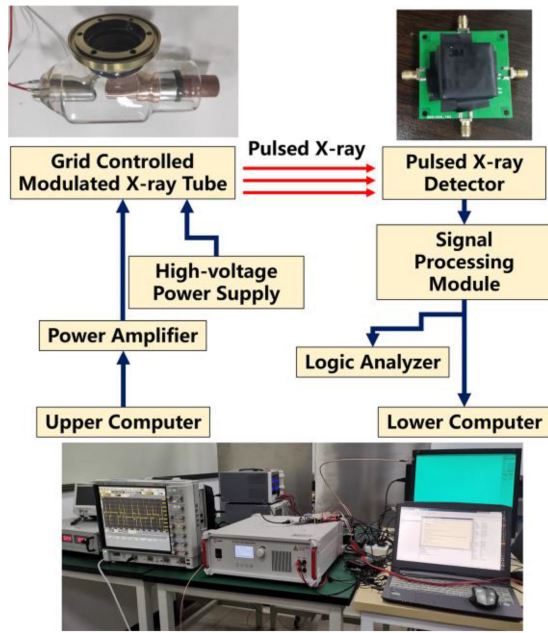 Grid Controlled
Modulated X-ray Tube
Pulsed X-ray
Pulsed X-ray
Detector
High-voltage
Power Supply
Signal
Processing
Module
Power Amplifier
Logic Analyzer
Upper Computer
Lower Computer